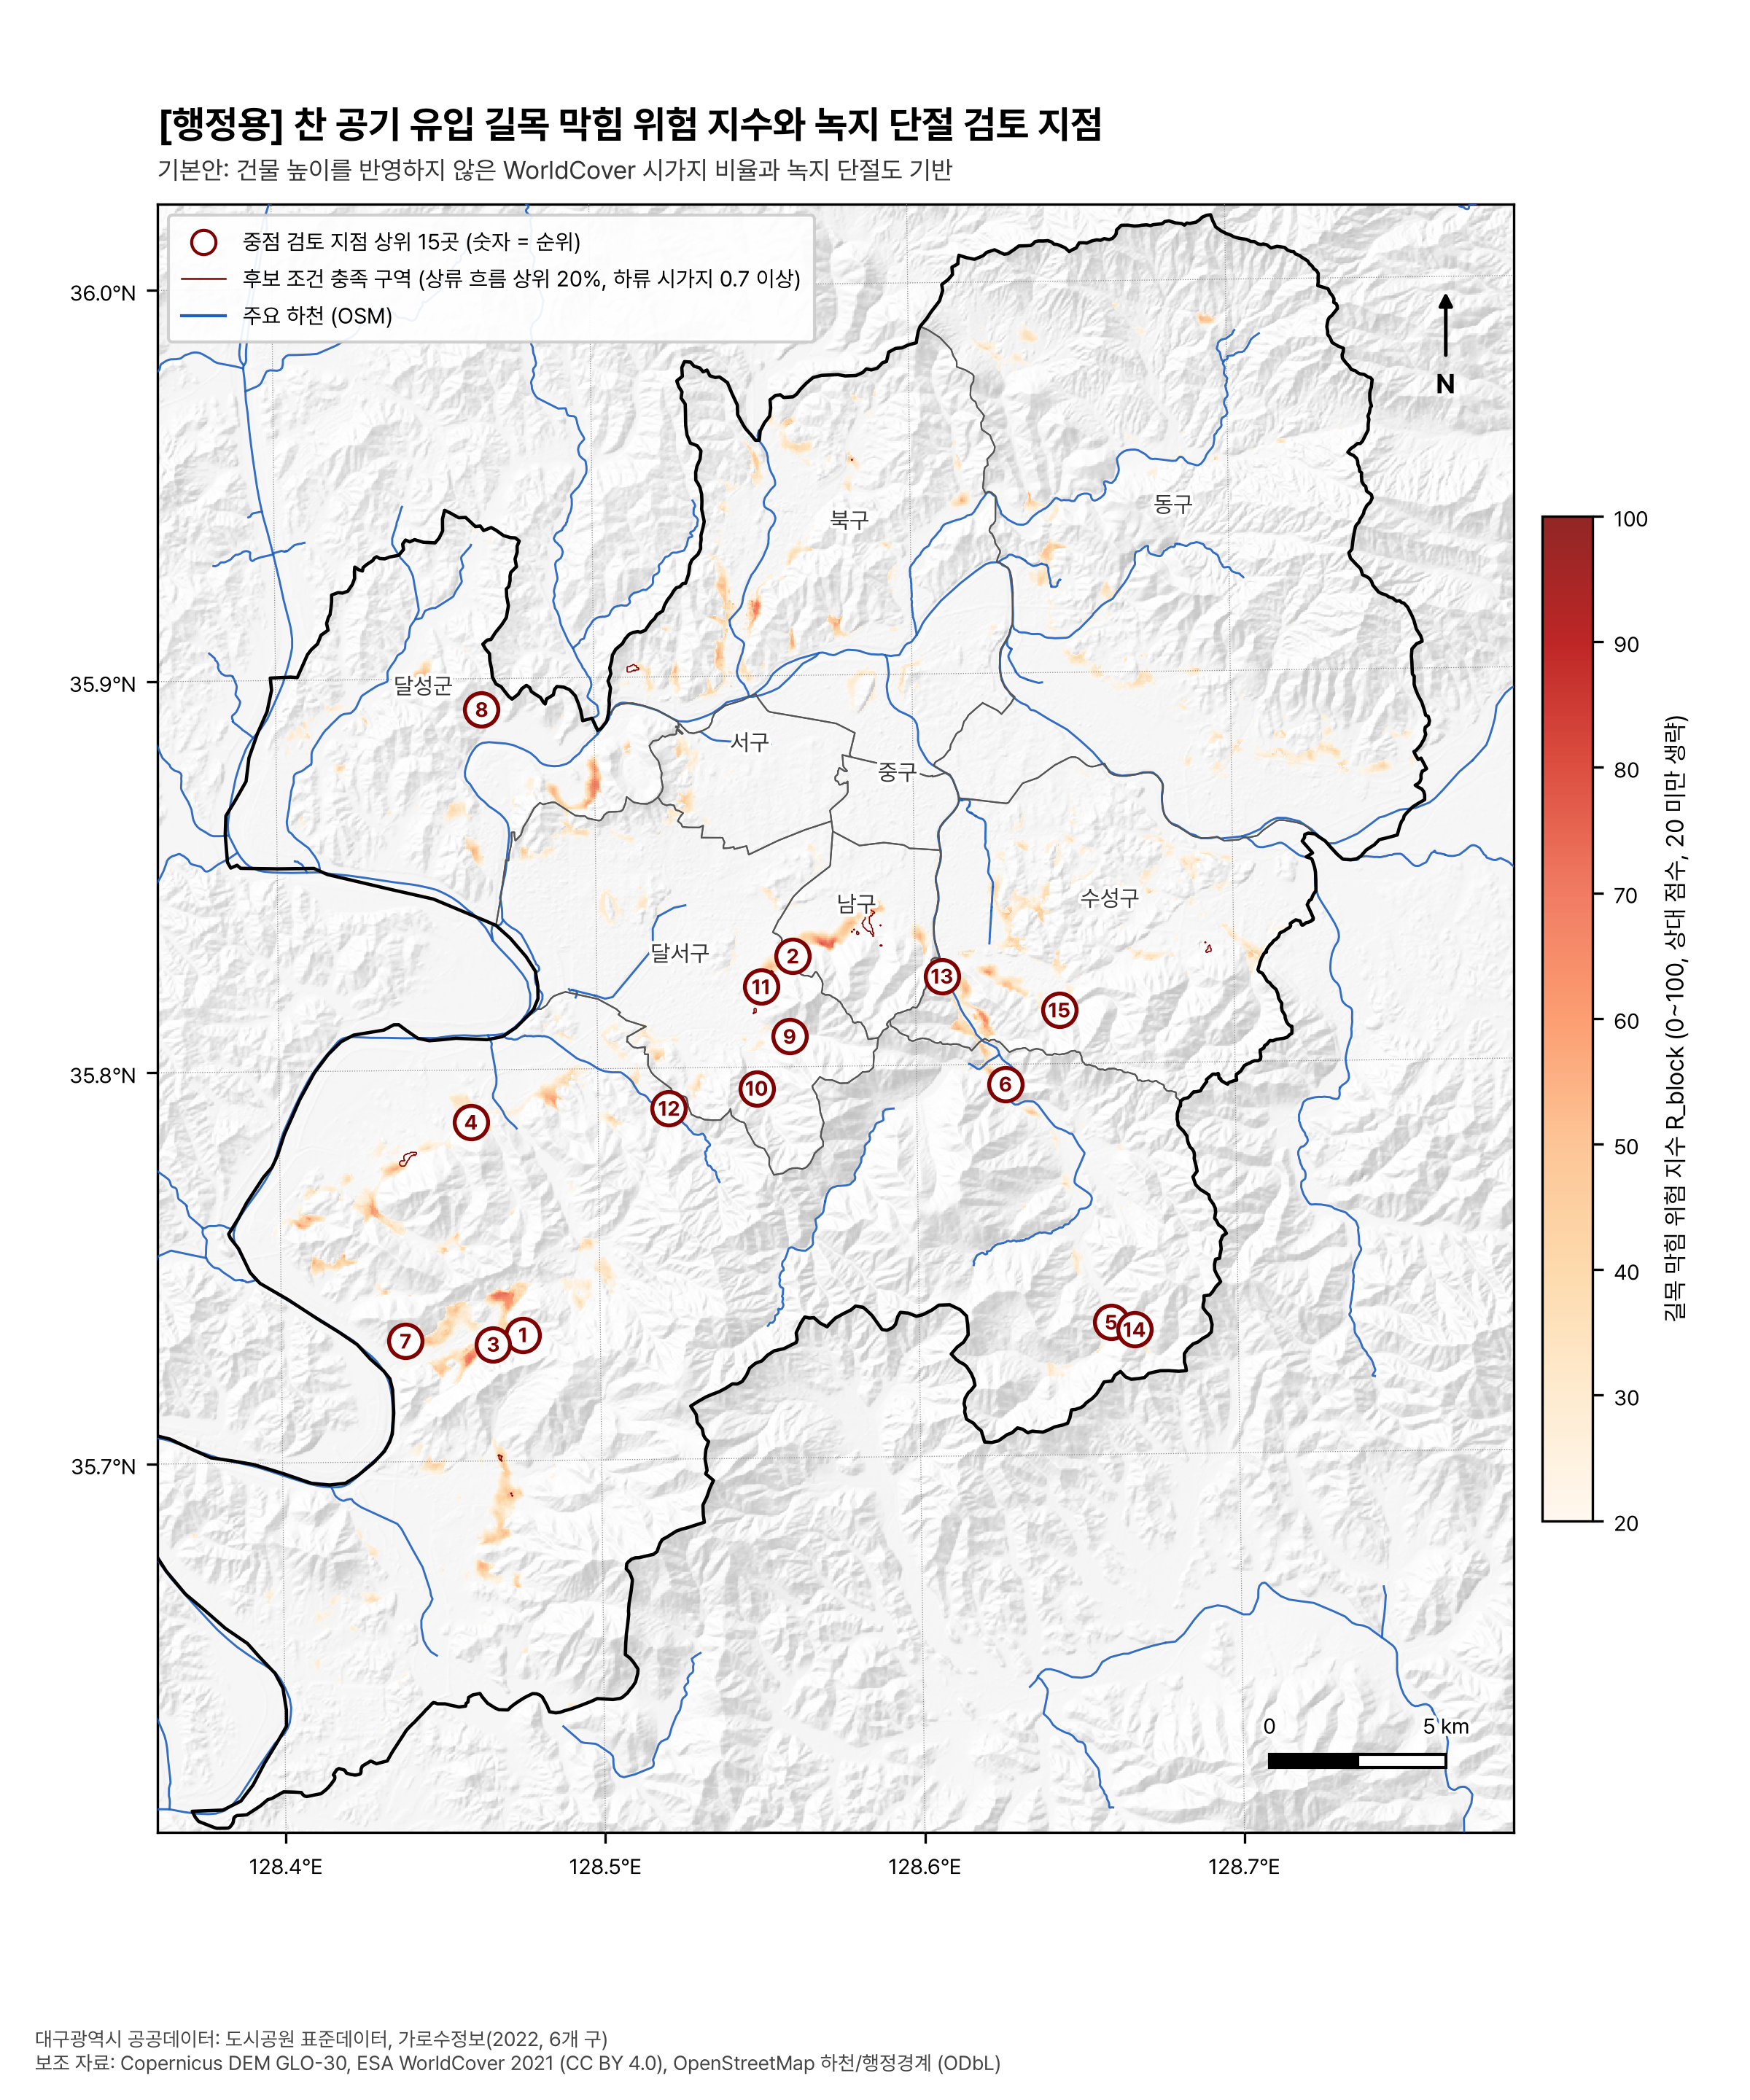 [행정용] 찬 공기 유입 길목 막힘 위험 지수와 녹지 단절 검토 지점
기본안: 건물 높이를 반영하지 않은 WorldCover 시가지 비율과 녹지 단절도 기반
중점 검토 지점 상위 15곳 (숫자 = 순위)
후보 조건 충족 구역 (상류 흐름 상위 20%, 하류 시가지 0.7 이상)
주요 하천 (OSM)
36.0°N
35.9°N
35.8°N
35.7°N
N
북구
동구
달성군
8
서구
중구
남구
수성구
달서구
2
11
13
15
9
10
6
12
4
5
14
7
3
1
0
5 km
128.4°E
128.5°E
128.6°E
128.7°E
100
90
80
70
60
50
40
30
20
길목 막힘 위험 지수 R_block (0~100, 상대 점수, 20 미만 생략)
대구광역시 공공데이터: 도시공원 표준데이터, 가로수정보(2022, 6개 구)
보조 자료: Copernicus DEM GLO-30, ESA WorldCover 2021 (CC BY 4.0), OpenStreetMap 하천/행정경계 (ODbL)